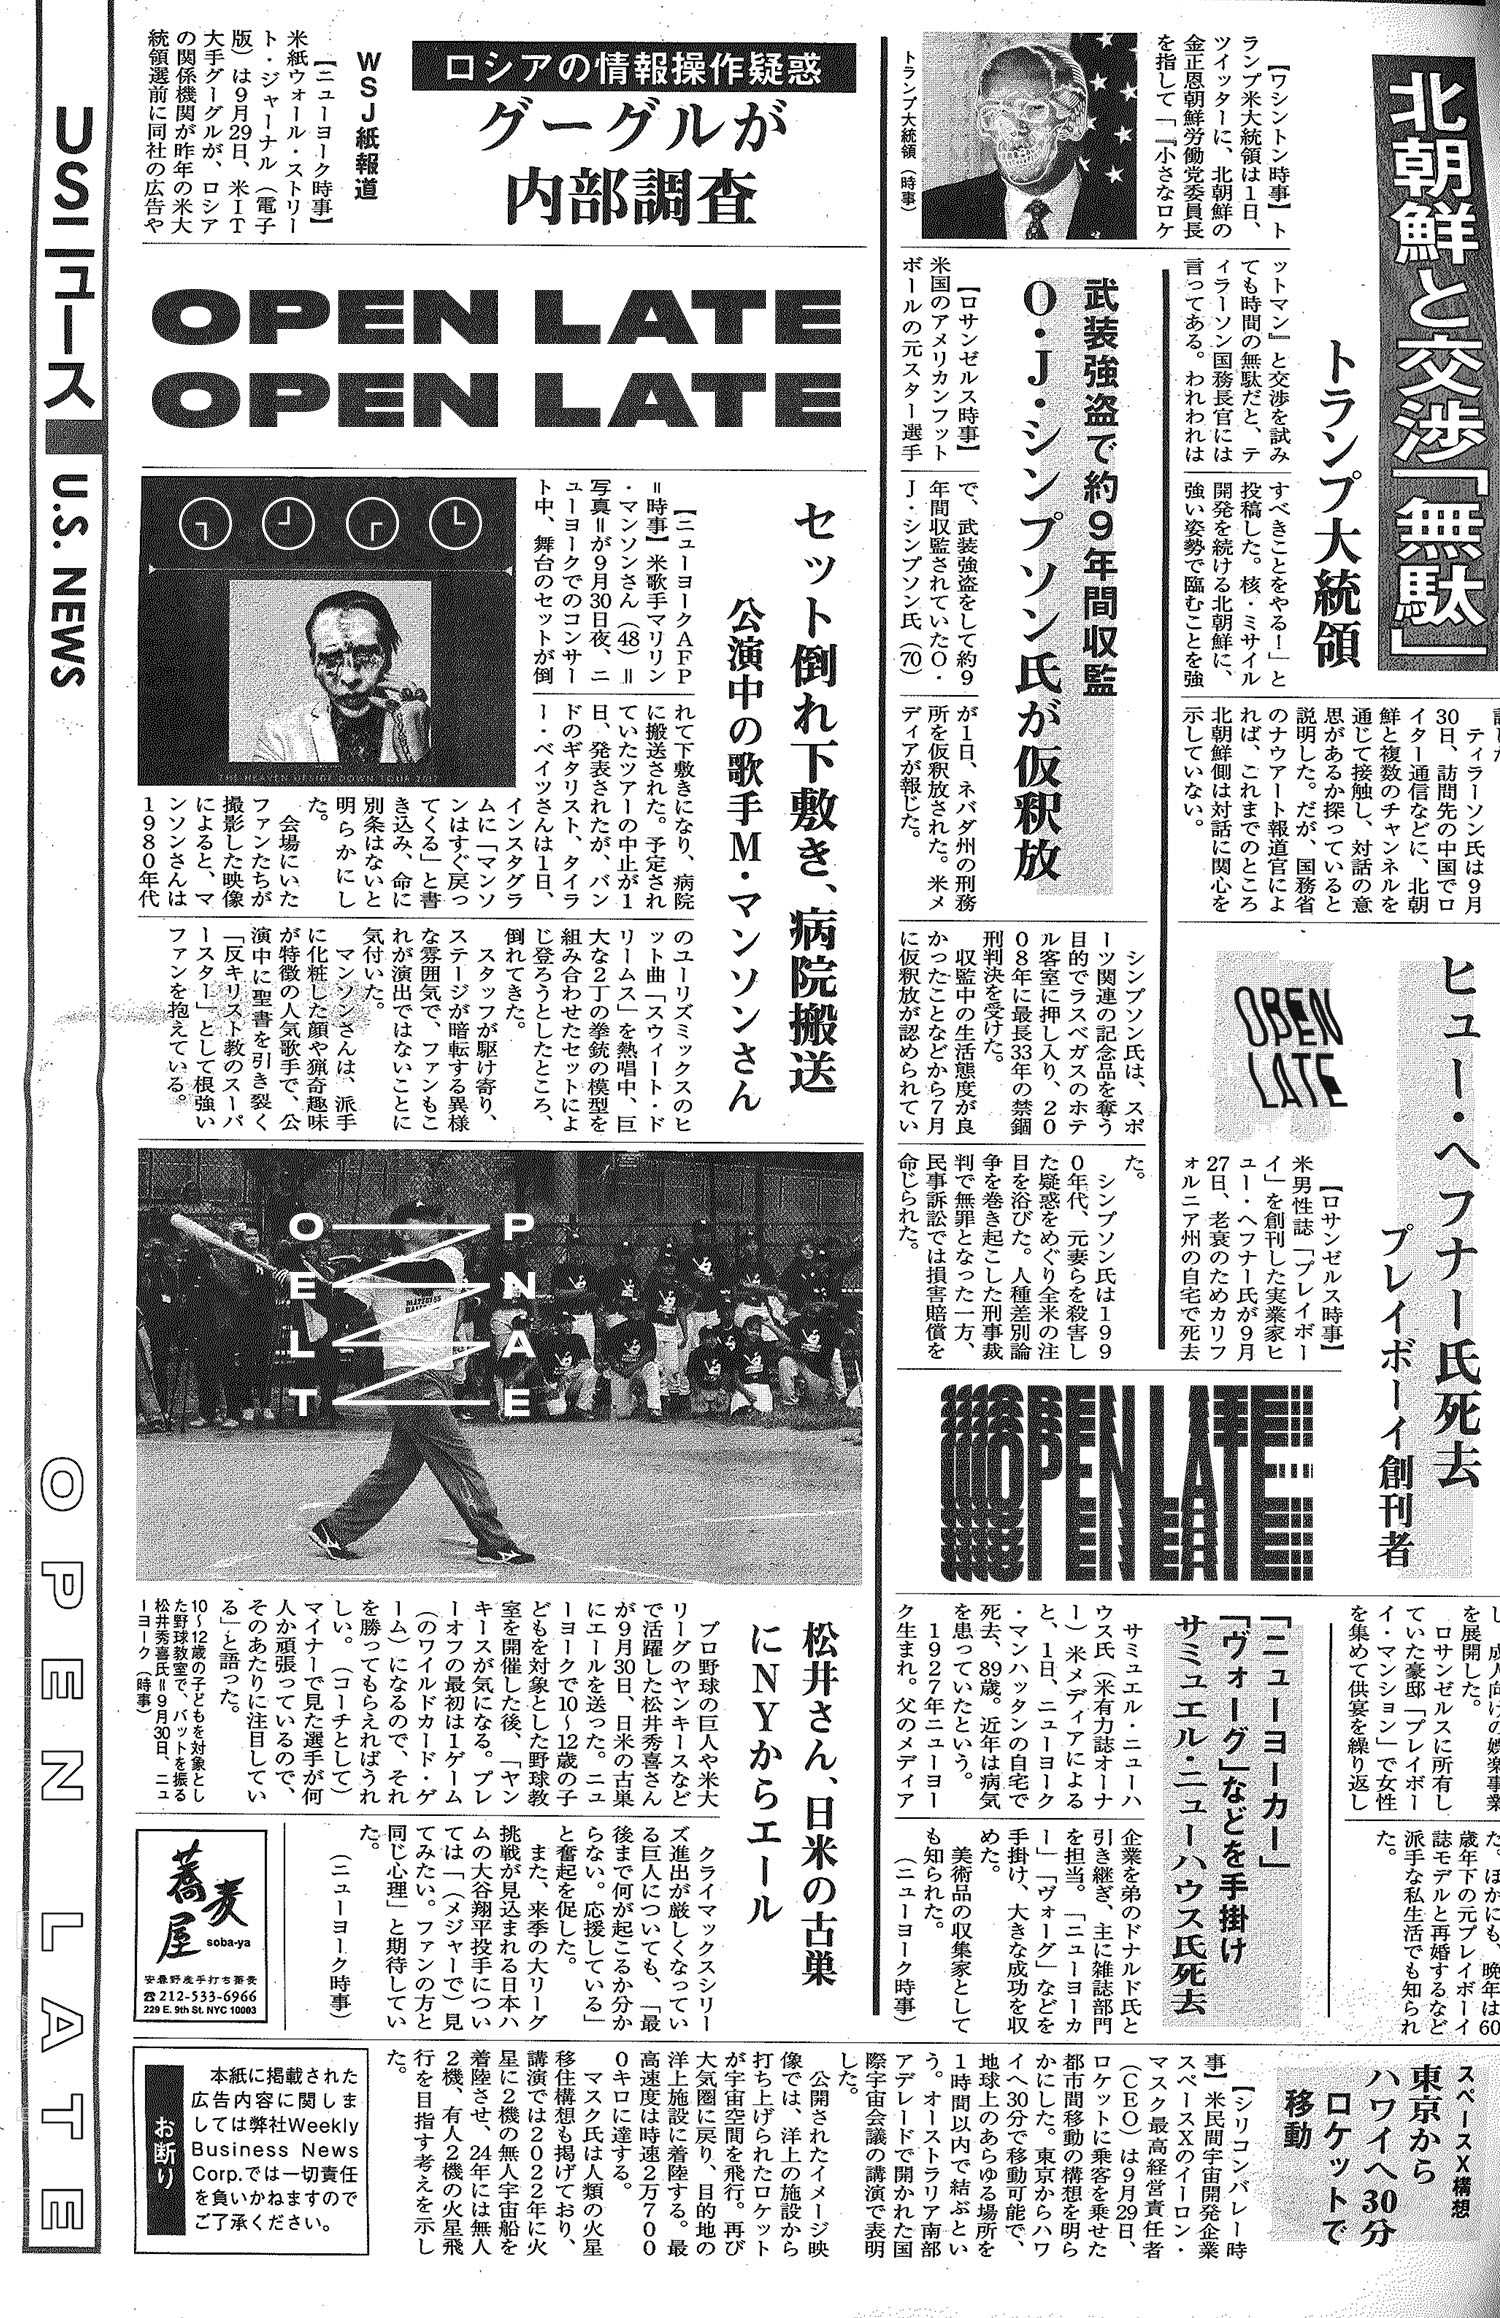 北朝鮮と交渉「無駄」
トランプ大統領
【ワシントン時事】ト
ランプ米大統領は1日、
ツイッターに、北朝鮮の
金正恩朝鮮労働党委員長
を指して「『小さなロケ
ットマン』と交渉を試み
ても時間の無駄だと、テ
ィラーソン国務長官には
言ってある。われわれは
すべきことをやる！」と
投稿した。核・ミサイル
開発を続ける北朝鮮に、
強い姿勢で臨むことを強
ティラーソン氏は9月
30日、訪問先の中国でロ
イター通信などに、北朝
鮮と複数のチャンネルを
通じて接触し、対話の意
思があるか探っていると
説明した。だが、国務省
のナウアート報道官によ
れば、これまでのところ
北朝鮮側は対話に関心を
示していない。
トランプ大統領（時事）
武装強盗で約9年間収監
O・J・シンプソン氏が仮釈放
【ロサンゼルス時事】
米国のアメリカンフット
ボールの元スター選手
で、武装強盗をして約9
年間収監されていたO・
J・シンプソン氏（70）
が1日、ネバダ州の刑務
所を仮釈放された。米メ
ディアが報じた。
シンプソン氏は、スポ
ーツ関連の記念品を奪う
目的でラスベガスのホテ
ル客室に押し入り、20
08年に最長33年の禁錮
刑判決を受けた。
収監中の生活態度が良
かったことなどから7月
に仮釈放が認められてい
た。
シンプソン氏は199
0年代、元妻らを殺害し
た疑惑をめぐり全米の注
目を浴びた。人種差別論
争を巻き起こした刑事裁
判で無罪となった一方、
民事訴訟では損害賠償を
命じられた。
ヒュー・ヘフナー氏死去
プレイボーイ創刊者
OPEN
LATE
【ロサンゼルス時事】
米男性誌「プレイボー
イ」を創刊した実業家ヒ
ュー・ヘフナー氏が9月
27日、老衰のためカリフ
ォルニア州の自宅で死去
し、成人向けの娯楽事業
を展開した。
ロサンゼルスに所有し
ていた豪邸「プレイボー
イ・マンション」で女性
を集めて供宴を繰り返し
た。ほかにも、晩年は60
歳年下の元プレイボーイ
誌モデルと再婚するなど
派手な私生活でも知られ
た。
OPEN LATE
「ニューヨーカー」
「ヴォーグ」などを手掛け
サミュエル・ニューハウス氏死去
サミュエル・ニューハ
ウス氏（米有力誌オーナ
ー）米メディアによる
と、1日、ニューヨーク
・マンハッタンの自宅で
死去、89歳。近年は病気
を患っていたという。
1927年ニューヨー
ク生まれ。父のメディア
企業を弟のドナルド氏と
引き継ぎ、主に雑誌部門
を担当。「ニューヨーカ
ー」「ヴォーグ」などを
手掛け、大きな成功を収
めた。
美術品の収集家として
も知られた。
（ニューヨーク時事）
ロシアの情報操作疑惑
グーグルが
内部調査
WSJ紙報道
【ニューヨーク時事】
米紙ウォール・ストリー
ト・ジャーナル（電子
版）は9月29日、米IT
大手グーグルが、ロシア
の関係機関が昨年の米大
統領選前に同社の広告や
OPEN LATE
OPEN LATE
セット倒れ下敷き、病院搬送
公演中の歌手M・マンソンさん
【ニューヨークAFP
＝時事】米歌手マリリン
・マンソンさん（48）＝
写真＝が9月30日夜、ニ
ューヨークでのコンサー
ト中、舞台のセットが倒
れて下敷きになり、病院
に搬送された。予定され
ていたツアーの中止が1
日、発表されたが、バン
ドのギタリスト、タイラ
ー・ベイツさんは1日、
インスタグラ
ムに「マンソ
ンはすぐ戻っ
てくる」と書
き込み、命に
別条はないと
明らかにし
た。
会場にいた
ファンたちが
撮影した映像
によると、マ
ンソンさんは
1980年代
のユーリズミックスのヒ
ット曲「スウィート・ド
リームス」を熱唱中、巨
大な2丁の拳銃の模型を
組み合わせたセットによ
じ登ろうとしたところ、
倒れてきた。
スタッフが駆け寄り、
ステージが暗転する異様
な雰囲気で、ファンもこ
れが演出ではないことに
気付いた。
マンソンさんは、派手
に化粧した顔や猟奇趣味
が特徴の人気歌手で、公
演中に聖書を引き裂く
「反キリスト教のスーパ
ースター」として根強い
ファンを抱えている。
THE HEAVEN UPSIDE DOWN TOUR 2017
O P
E N
L A
T E
松井さん、日米の古巣
にNYからエール
プロ野球の巨人や米大
リーグのヤンキースなど
で活躍した松井秀喜さん
が9月30日、日米の古巣
にエールを送った。ニュ
ーヨークで10〜12歳の子
どもを対象とした野球教
室を開催した後、「ヤン
キースが気になる。プレ
ーオフの最初は1ゲーム
（のワイルドカード・ゲ
ーム）になるので、それ
を勝ってもらえればうれ
しい。（コーチとして）
マイナーで見た選手が何
人か頑張っているので、
そのあたりに注目してい
る」と語った。
クライマックスシリー
ズ進出が厳しくなってい
る巨人についても、「最
後まで何が起こるか分か
らない。応援している」
と奮起を促した。
また、来季の大リーグ
挑戦が見込まれる日本ハ
ムの大谷翔平投手につい
ては「（メジャーで）見
てみたい。ファンの方と
同じ心理」と期待してい
た。
（ニューヨーク時事）
10〜12歳の子どもを対象とし
た野球教室で、バットを振る
松井秀喜氏＝9月30日、ニュ
ーヨーク（時事）
蕎麦屋
soba-ya
安曇野産手打ち蕎麦
☎212-533-6966
229 E. 9th St. NYC 10003
スペースX構想
東京から
ハワイへ30分
ロケットで
移動
【シリコンバレー時
事】米民間宇宙開発企業
スペースXのイーロン・
マスク最高経営責任者
（CEO）は9月29日、
ロケットに乗客を乗せた
都市間移動の構想を明ら
かにした。東京からハワ
イへ30分で移動可能で、
地球上のあらゆる場所を
1時間以内で結ぶとい
う。オーストラリア南部
アデレードで開かれた国
際宇宙会議の講演で表明
した。
公開されたイメージ映
像では、洋上の施設から
打ち上げられたロケット
が宇宙空間を飛行。再び
大気圏に戻り、目的地の
洋上施設に着陸する。最
高速度は時速2万700
0キロに達する。
マスク氏は人類の火星
移住構想も掲げており、
講演では2022年に火
星に2機の無人宇宙船を
着陸させ、24年には無人
2機、有人2機の火星飛
行を目指す考えを示し
た。
お断り
本紙に掲載された
広告内容に関しま
しては弊社Weekly
Business News
Corp.では一切責任
を負いかねますので
ご了承ください。
USニュース
U.S. NEWS
OPEN LATE